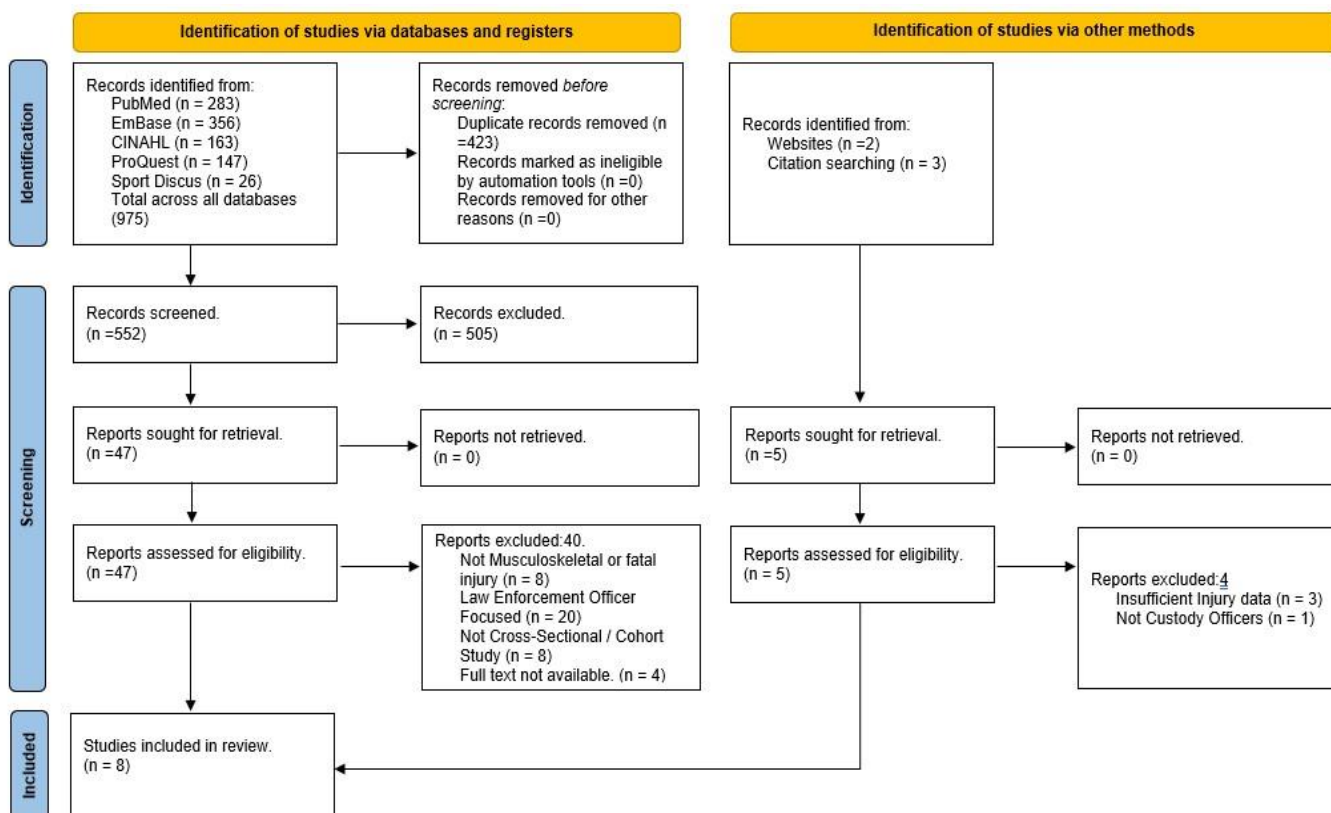 Identification of studies via databases and registers
Identification of studies via other methods
Identification
Records identified from:
PubMed (n = 283)
EmBase (n = 356)
CINAHL (n = 163)
ProQuest (n = 147)
Sport Discus (n = 26)
Total across all databases
(975)
Records removed before
screening:
Duplicate records removed (n
=423)
Records marked as ineligible
by automation tools (n =0)
Records removed for other
reasons (n =0)
Records identified from:
Websites (n =2)
Citation searching (n = 3)
Screening
Records screened.
(n =552)
Records excluded.
(n = 505)
Reports sought for retrieval.
(n =47)
Reports not retrieved.
(n = 0)
Reports sought for retrieval.
(n =5)
Reports not retrieved.
(n = 0)
Reports assessed for eligibility.
(n =47)
Reports excluded:40.
Not Musculoskeletal or fatal
injury (n = 8)
Law Enforcement Officer
Focused (n = 20)
Not Cross-Sectional / Cohort
Study (n = 8)
Full text not available. (n = 4)
Reports assessed for eligibility.
(n = 5)
Reports excluded:4
Insufficient Injury data (n = 3)
Not Custody Officers (n = 1)
Included
Studies included in review.
(n = 8)